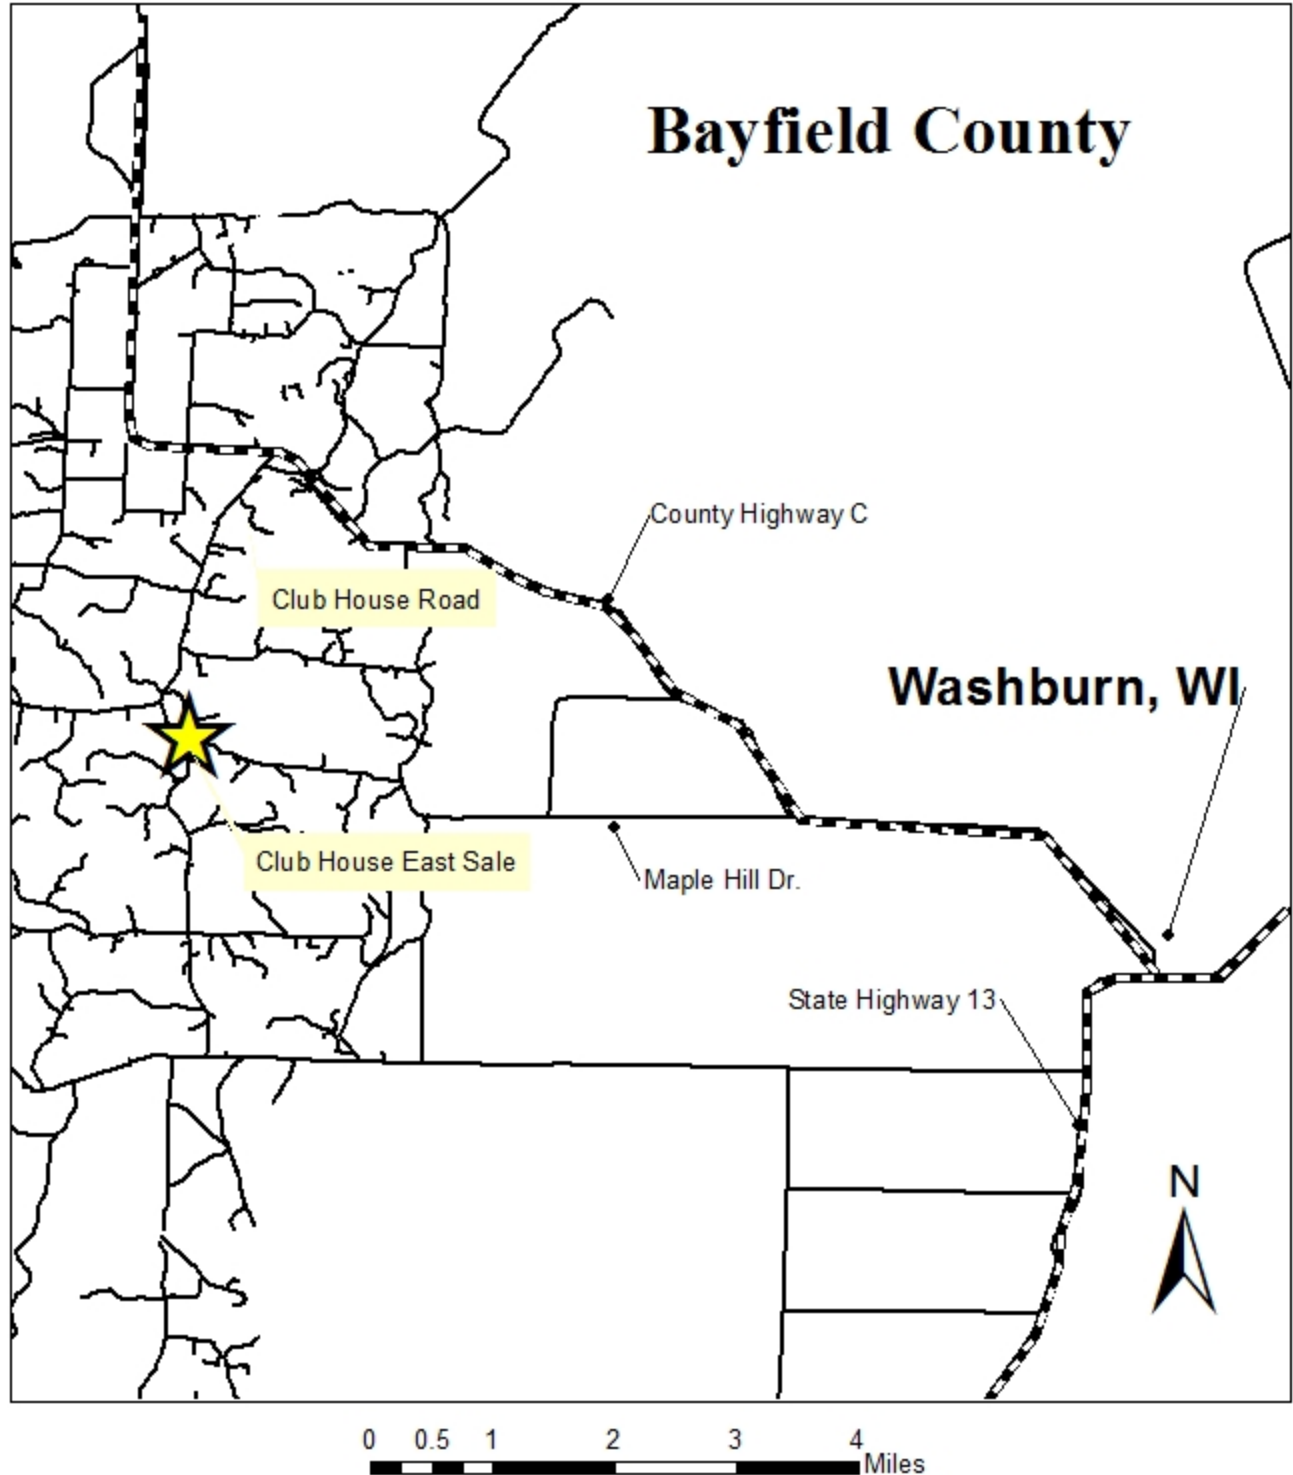 Bayfield County
County Highway C
Club House Road
Washburn, WI
Club House East Sale
Maple Hill Dr.
State Highway 13
N
0 0.5 1 2 3 4
Miles